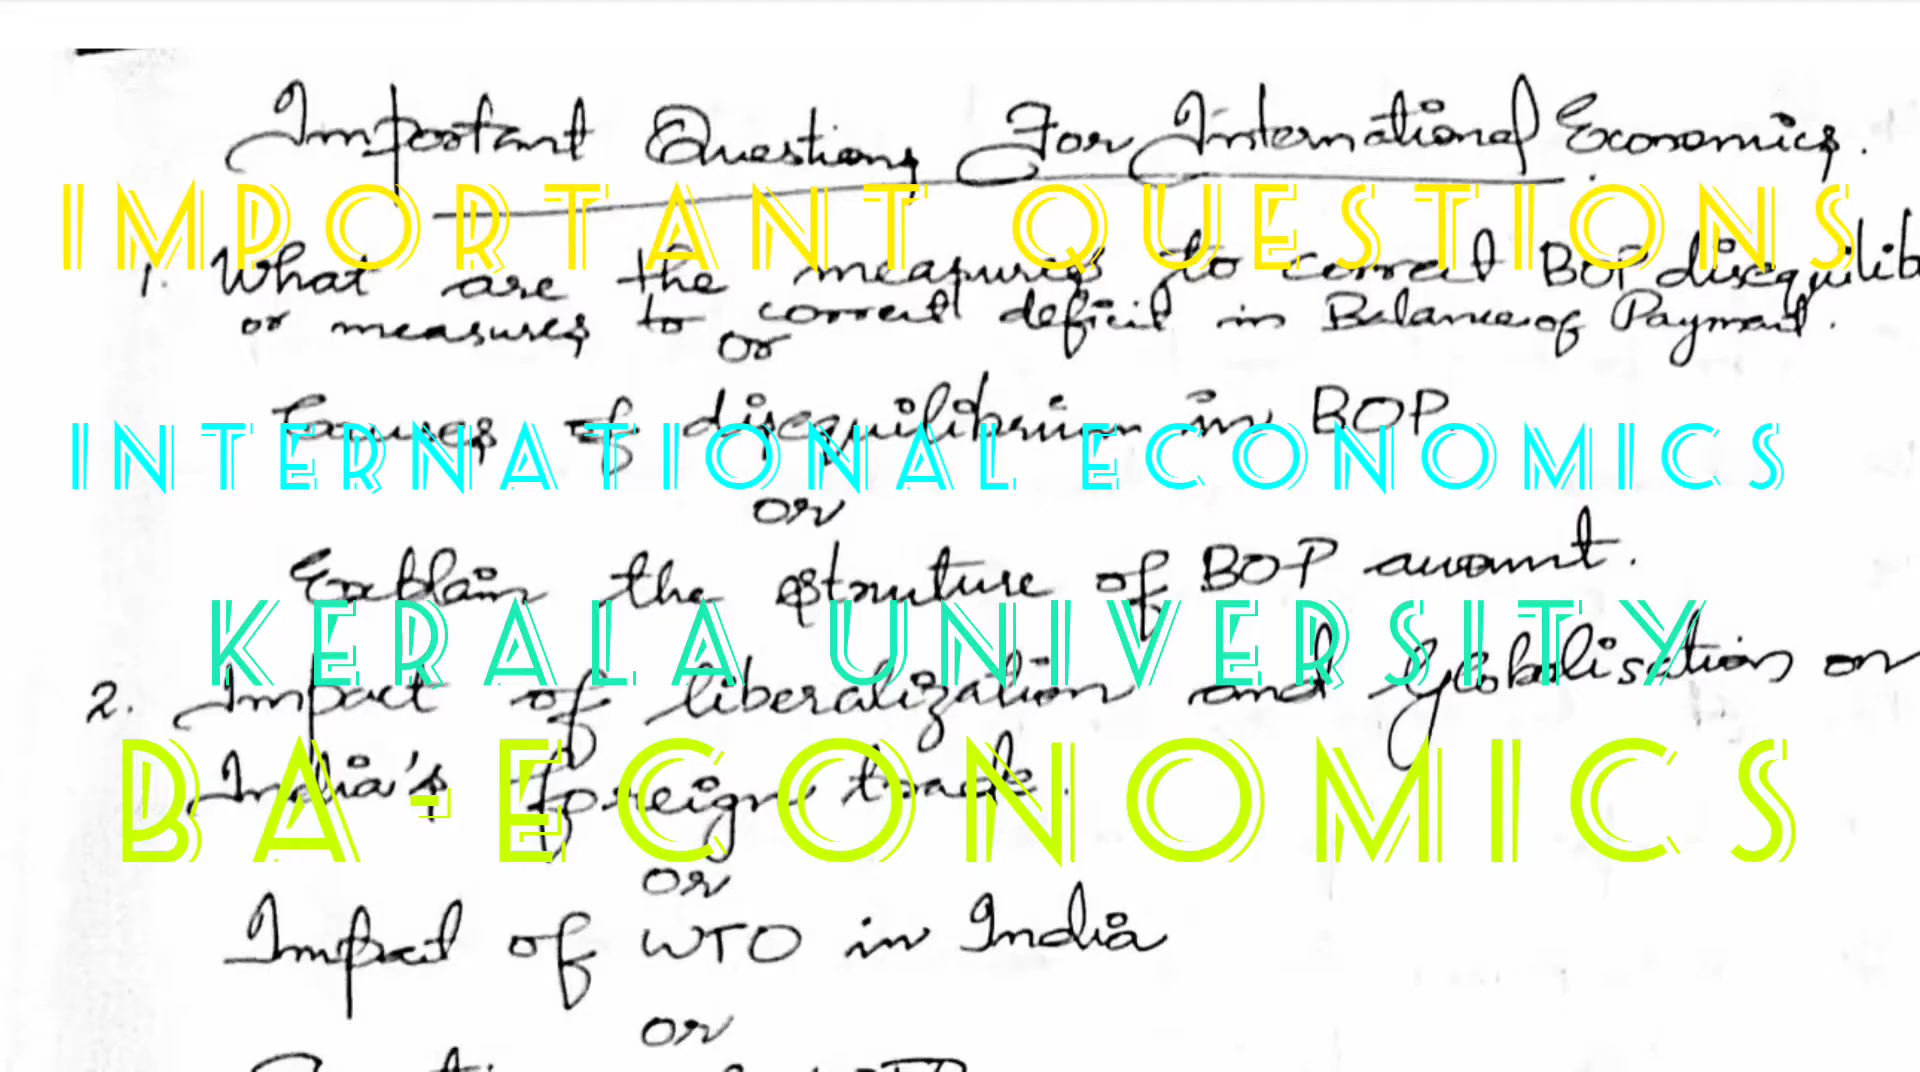 Important Questions For International Economics.
IMPORTANT QUESTIONS
1. What are the measures to correct BOP disequilib
or measures to correct deficit in Balance of Payment.
or
Causes of disequilibrium in BOP
INTERNATIONAL ECONOMICS
or
Explain the structure of BOP account.
KERALA UNIVERSITY
2. Impact of liberalization and Globalisation on
BA-ECONOMICS
India's foreign trade.
or
Impact of WTO in India
or